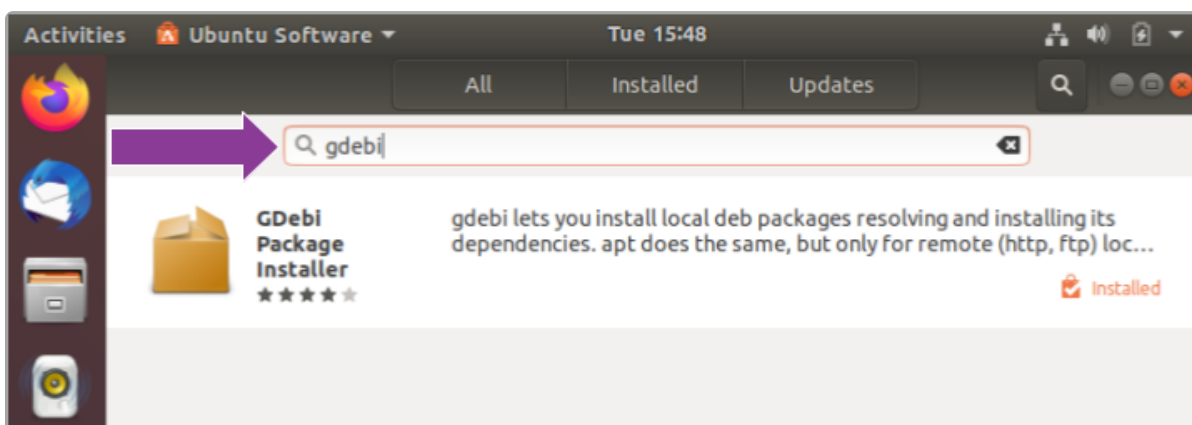 Activities Ubuntu Software Tue 15:48
All Installed Updates
gdebi
GDebi gdebi lets you install local deb packages resolving and installing its
Package dependencies. apt does the same, but only for remote (http, ftp) loc...
Installer
Installed